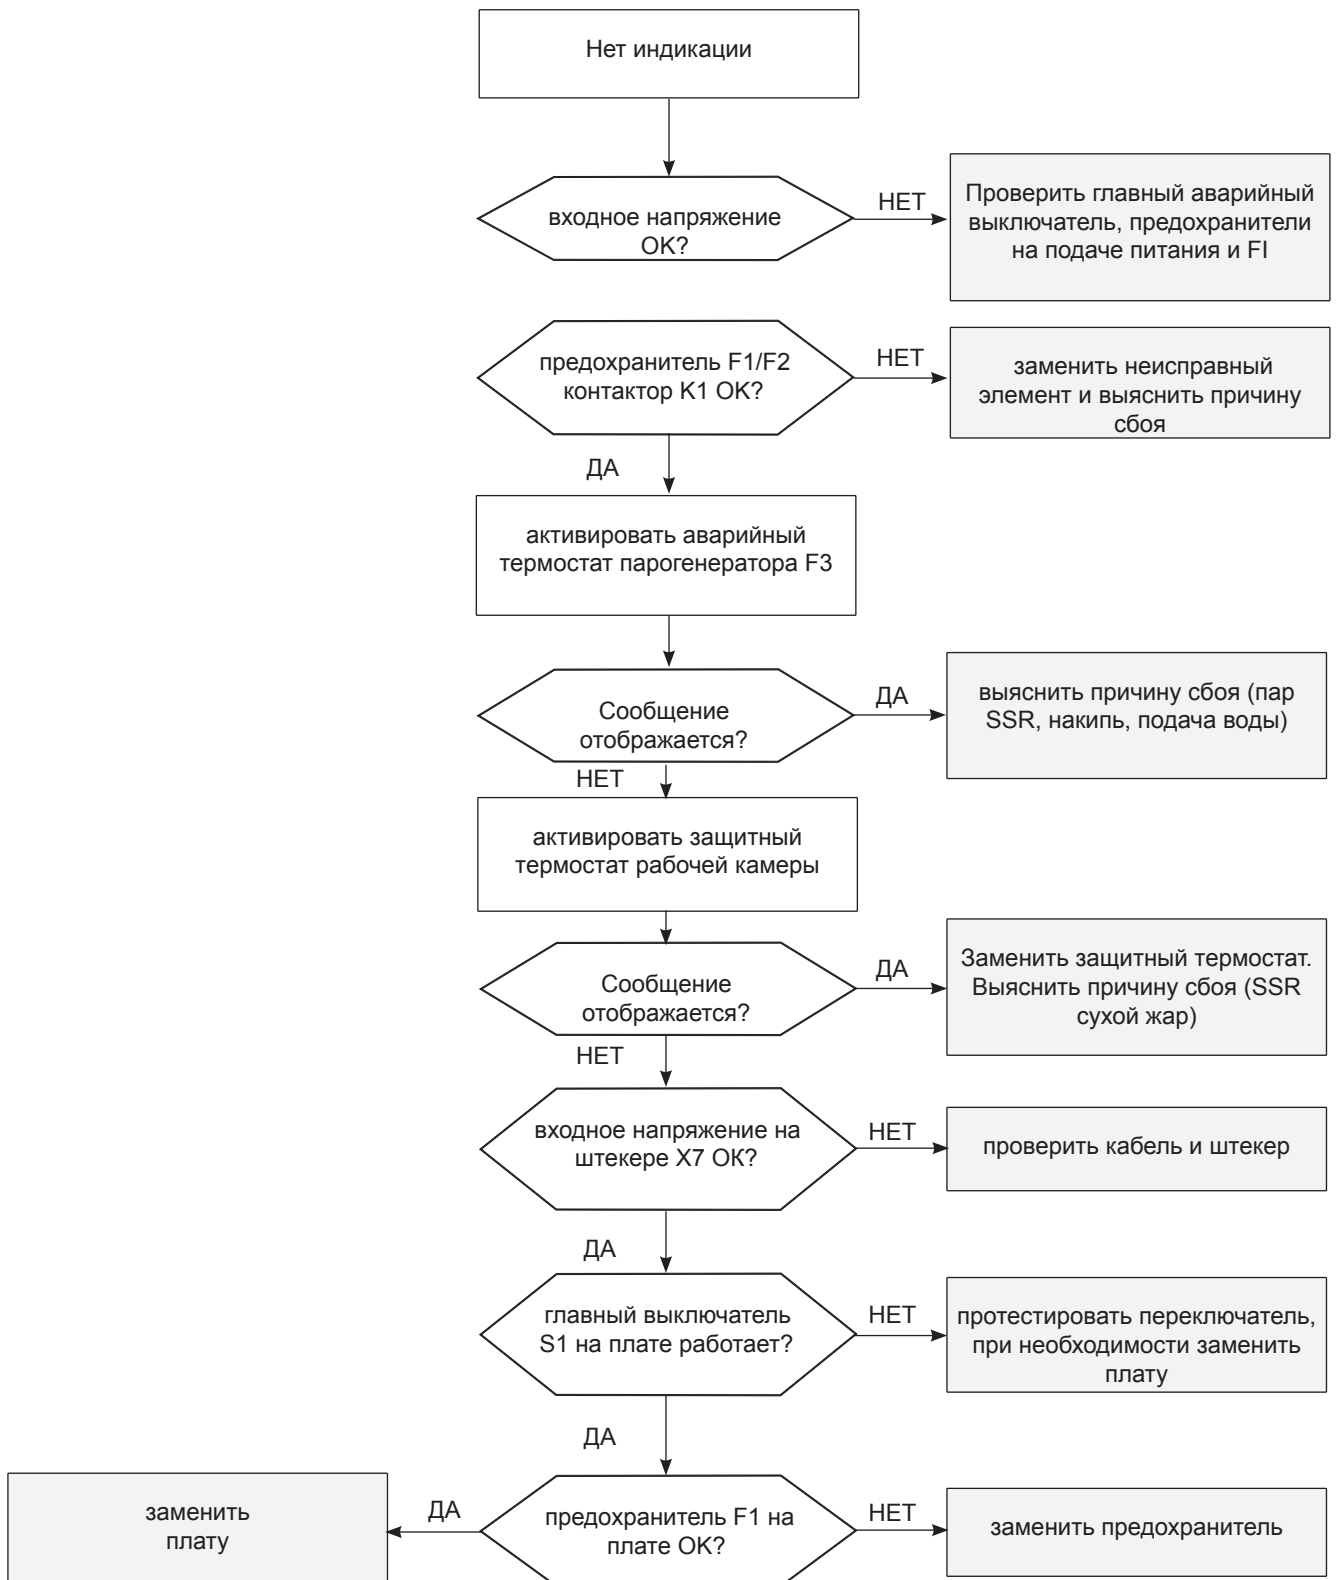 Нет индикации
входное напряжение
OK?
НЕТ
Проверить главный аварийный
выключатель, предохранители
на подаче питания и FI
предохранитель F1/F2
контактор K1 OK?
НЕТ
заменить неисправный
элемент и выяснить причину
сбоя
ДА
активировать аварийный
термостат парогенератора F3
Сообщение
отображается?
ДА
выяснить причину сбоя (пар
SSR, накипь, подача воды)
НЕТ
активировать защитный
термостат рабочей камеры
Сообщение
отображается?
ДА
Заменить защитный термостат.
Выяснить причину сбоя (SSR
сухой жар)
НЕТ
входное напряжение на
штекере X7 OK?
НЕТ
проверить кабель и штекер
ДА
главный выключатель
S1 на плате работает?
НЕТ
протестировать переключатель,
при необходимости заменить
плату
ДА
заменить
плату
ДА
предохранитель F1 на
плате OK?
НЕТ
заменить предохранитель